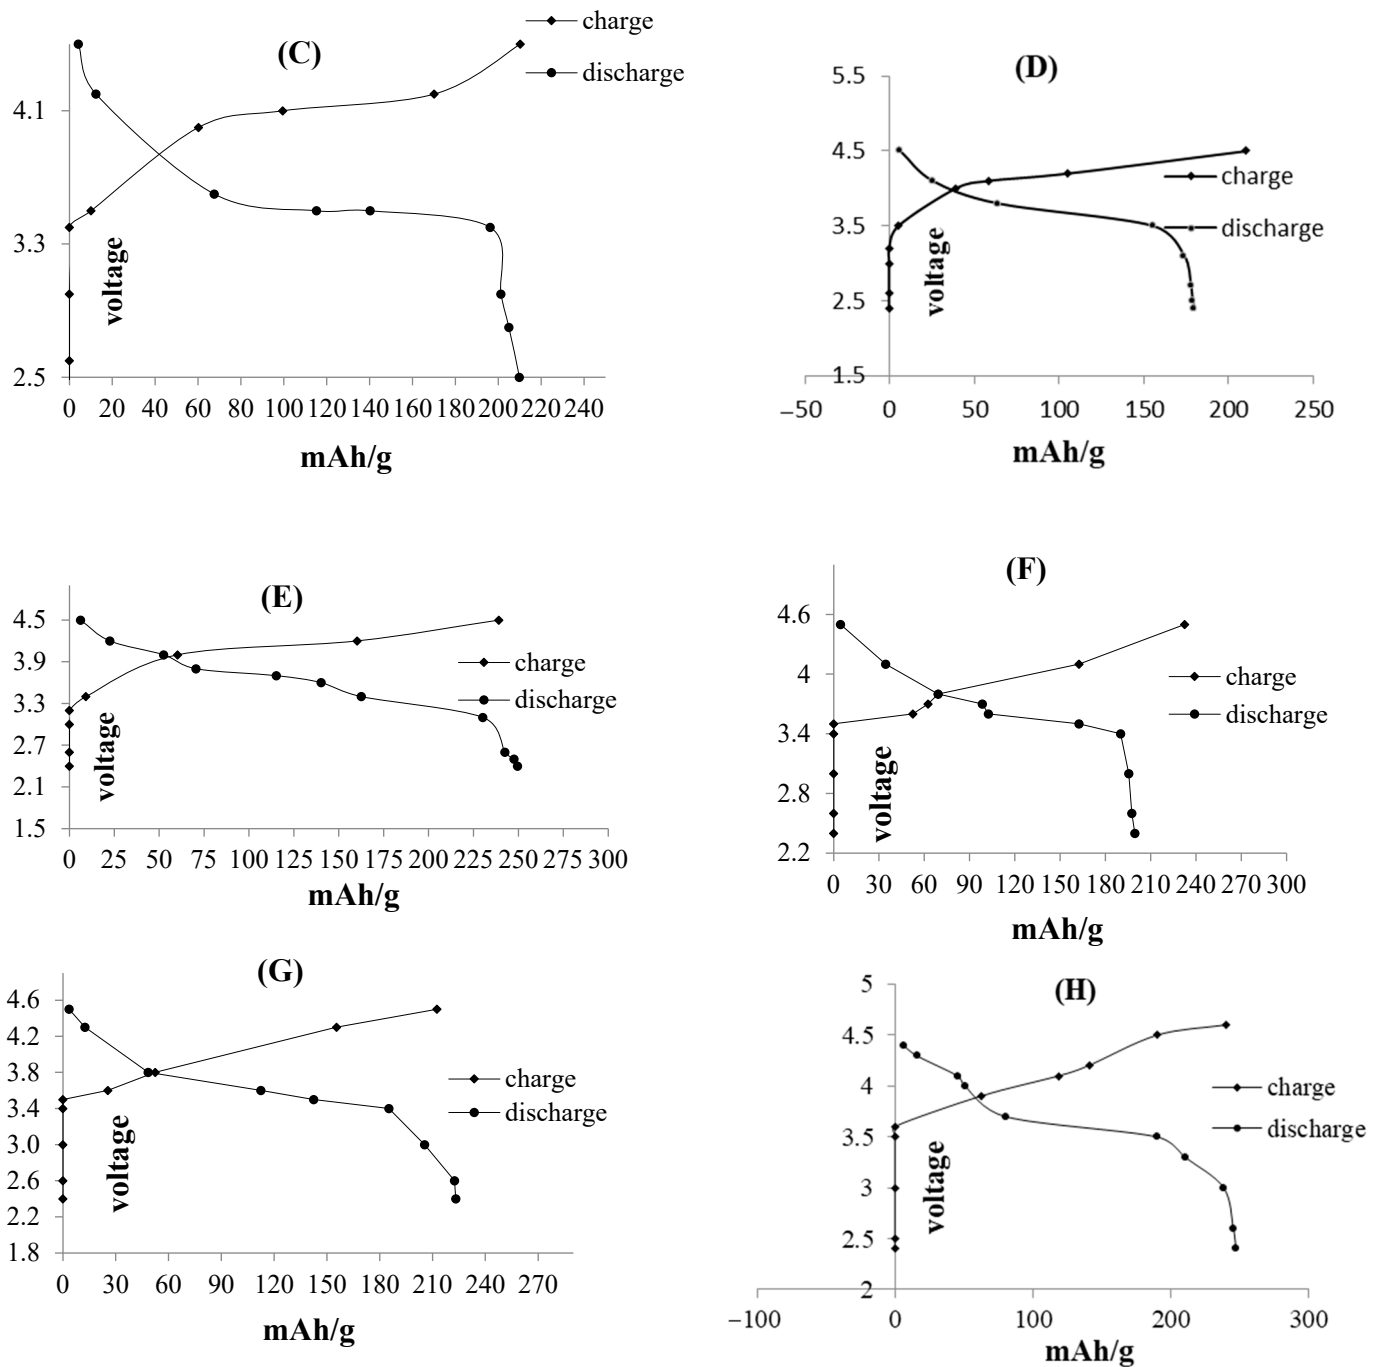 (C)
charge
discharge
4.1
3.3
2.5
voltage
0 20 40 60 80 100 120 140 160 180 200 220 240
mAh/g
(D)
5.5
4.5
3.5
2.5
1.5
charge
discharge
voltage
−50 0 50 100 150 200 250
mAh/g
(E)
4.5
3.9
3.3
2.7
2.1
1.5
charge
discharge
voltage
0 25 50 75 100 125 150 175 200 225 250 275 300
mAh/g
(F)
4.6
4
3.4
2.8
2.2
charge
discharge
voltage
0 30 60 90 120 150 180 210 240 270 300
mAh/g
(G)
4.6
4.2
3.8
3.4
3.0
2.6
2.2
1.8
charge
discharge
voltage
0 30 60 90 120 150 180 210 240 270
mAh/g
(H)
5
4.5
4
3.5
3
2.5
2
charge
discharge
voltage
−100 0 100 200 300
mAh/g